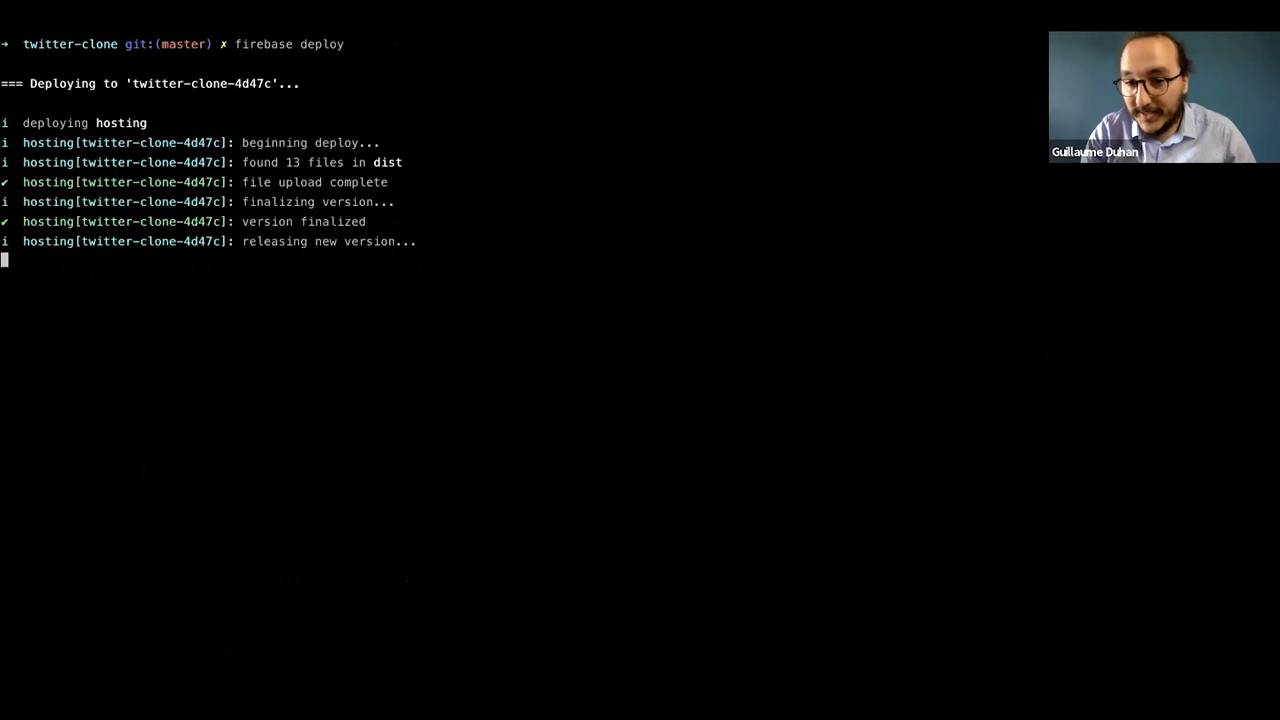 ➜ twitter-clone git:(master) ✗ firebase deploy
=== Deploying to 'twitter-clone-4d47c'...
i deploying hosting
i hosting[twitter-clone-4d47c]: beginning deploy...
i hosting[twitter-clone-4d47c]: found 13 files in dist
✔ hosting[twitter-clone-4d47c]: file upload complete
i hosting[twitter-clone-4d47c]: finalizing version...
✔ hosting[twitter-clone-4d47c]: version finalized
i hosting[twitter-clone-4d47c]: releasing new version...
Guillaume Duhan